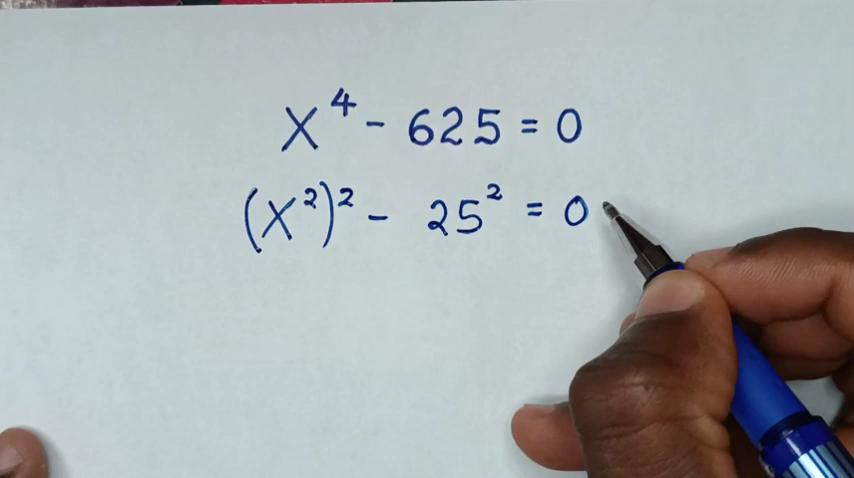 x⁴ - 625 = 0
(x²)² - 25² = 0